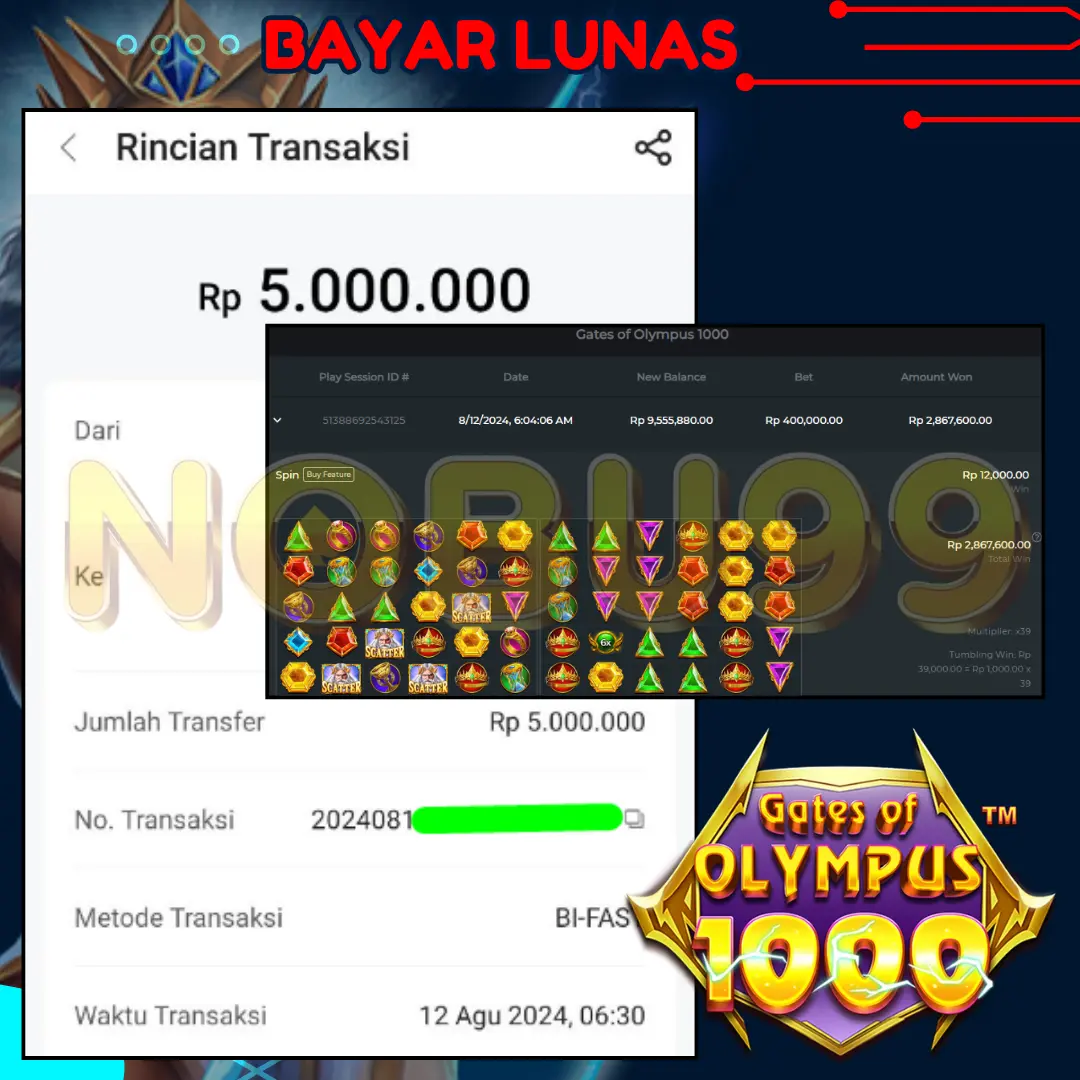 BAYAR LUNAS
Rincian Transaksi
Rp 5.000.000
Dari
Ke
Gates of Olympus 1000
Play Session ID # Date New Balance Bet Amount Won
51388692543125 8/12/2024, 6:04:06 AM Rp 9,555,880.00 Rp 400,000.00 Rp 2,867,600.00
Spin Buy Feature Rp 12,000.00
Win
Rp 2,867,600.00
Total Win
SCATTER
SCATTER 6x
SCATTER SCATTER
Multiplier: x39
Tumbling Win: Rp
39,000.00 = Rp 1,000.00 x
39
NOBU99
Jumlah Transfer Rp 5.000.000
No. Transaksi 2024081
Metode Transaksi BI-FAS
Waktu Transaksi 12 Agu 2024, 06:30
Gates of
OLYMPUS
1000
TM